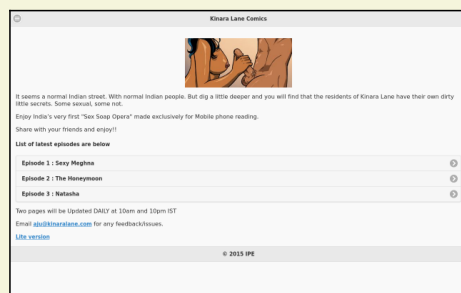 Kinara Lane Comics
It seems a normal Indian street. With normal Indian people. But dig a little deeper and you will find that the residents of Kinara Lane have their own dirty
little secrets. Some sexual, some not.
Enjoy India's very first "Sex Soap Opera" made exclusively for Mobile phone reading.
Share with your friends and enjoy!!
List of latest episodes are below
Episode 1 : Sexy Meghna
Episode 2 : The Honeymoon
Episode 3 : Natasha
Two pages will be Updated DAILY at 10am and 10pm IST
Email aju@kinaralane.com for any feedback/issues.
Lite version
© 2015 IPE